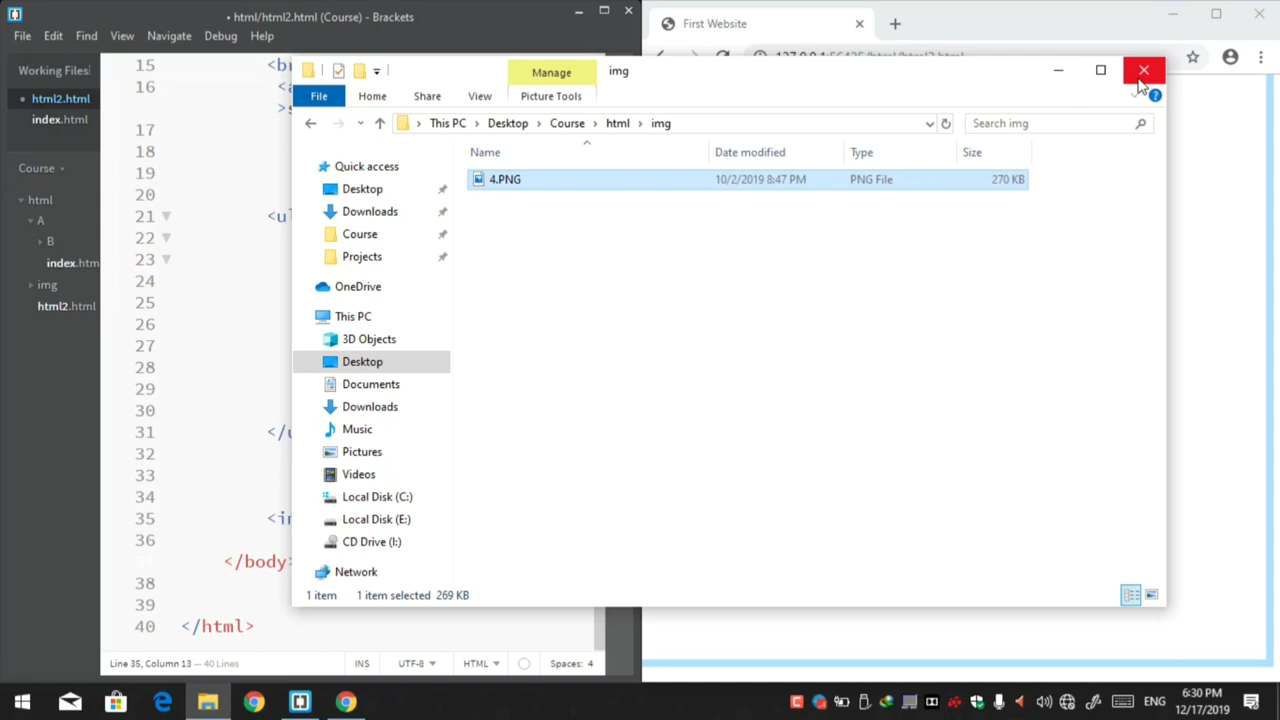 • html/html2.html (Course) - Brackets
File Edit Find View Navigate Debug Help
Working Files
• html2.html
index.html
Course
html
A
B
index.htm
img
html2.html
15 <br
16 <a
>s
17
18
19
20
21 <ul
22
23
24
25
26
27
28
29
30
31 </u
32
33
34
35 <im
36
</body>
38
39
40 </html>
Line 35, Column 13 — 40 Lines
INS UTF-8 HTML Spaces: 4
First Website
Manage
img
File Home Share View Picture Tools
This PC > Desktop > Course > html > img
Search img
Name Date modified Type Size
4.PNG 10/2/2019 8:47 PM PNG File 270 KB
Quick access
Desktop
Downloads
Course
Projects
OneDrive
This PC
3D Objects
Desktop
Documents
Downloads
Music
Pictures
Videos
Local Disk (C:)
Local Disk (E:)
CD Drive (I:)
Network
1 item 1 item selected 269 KB
ENG
6:30 PM
12/17/2019